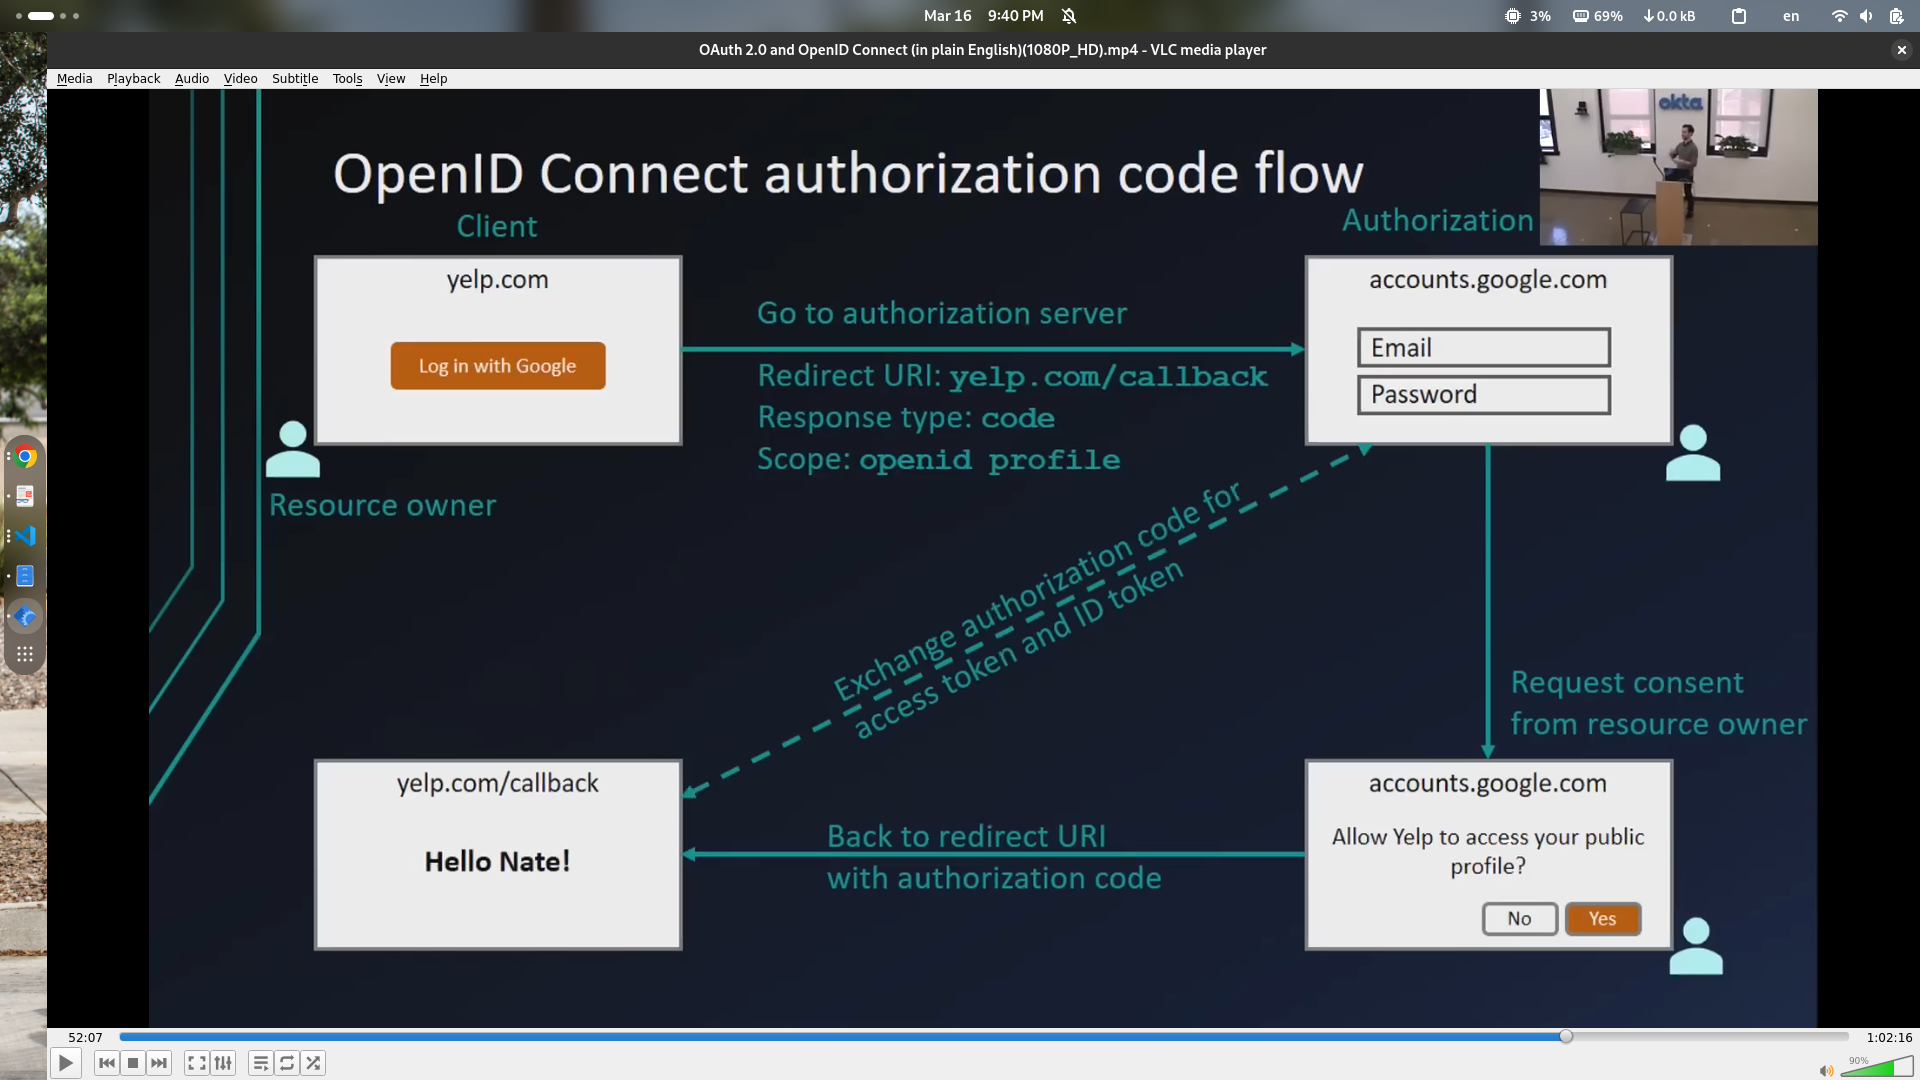 Mar 16 9:40 PM
3% 69% 0.0 kB en
OAuth 2.0 and OpenID Connect (in plain English)(1080P_HD).mp4 - VLC media player
Media Playback Audio Video Subtitle Tools View Help
okta
OpenID Connect authorization code flow
Client
Authorization
yelp.com
Log in with Google
Resource owner
Go to authorization server
Redirect URI: yelp.com/callback
Response type: code
Scope: openid profile
accounts.google.com
Email
Password
Exchange authorization code for
access token and ID token
Request consent
from resource owner
yelp.com/callback
Hello Nate!
Back to redirect URI
with authorization code
accounts.google.com
Allow Yelp to access your public
profile?
No Yes
52:07 1:02:16
90%